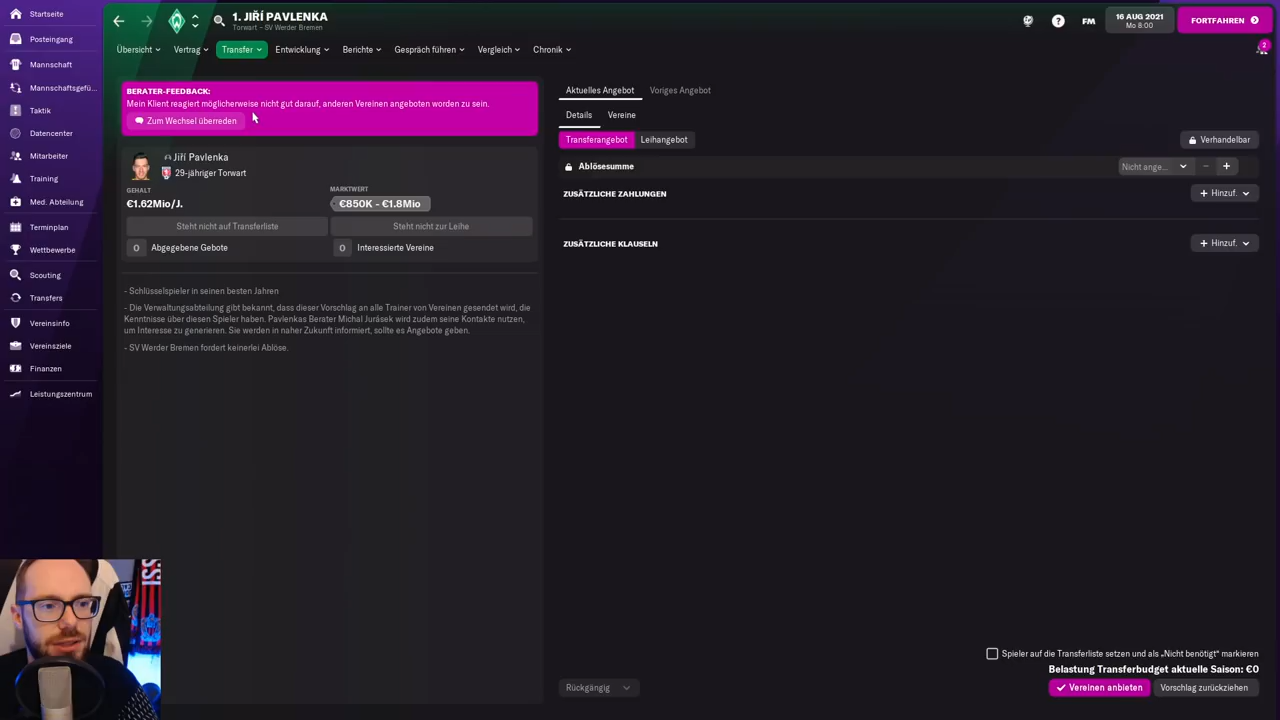 Startseite
Posteingang
Mannschaft
Mannschaftsgefü...
Taktik
Datencenter
Mitarbeiter
Training
Med. Abteilung
Terminplan
Wettbewerbe
Scouting
Transfers
Vereinsinfo
Vereinsziele
Finanzen
Leistungszentrum
1. JIŘÍ PAVLENKA
Torwart - SV Werder Bremen
FM
16 AUG 2021
Mo 8:00
FORTFAHREN
2
Übersicht
Vertrag
Transfer
Entwicklung
Berichte
Gespräch führen
Vergleich
Chronik
BERATER-FEEDBACK:
Mein Klient reagiert möglicherweise nicht gut darauf, anderen Vereinen angeboten worden zu sein.
Zum Wechsel überreden
Jiří Pavlenka
29-jähriger Torwart
GEHALT
€1.62Mio/J.
MARKTWERT
€850K - €1.8Mio
Steht nicht auf Transferliste
Steht nicht zur Leihe
0 Abgegebene Gebote
0 Interessierte Vereine
- Schlüsselspieler in seinen besten Jahren
- Die Verwaltungsabteilung gibt bekannt, dass dieser Vorschlag an alle Trainer von Vereinen gesendet wird, die
Kenntnisse über diesen Spieler haben. Pavlenkas Berater Michal Jurásek wird zudem seine Kontakte nutzen,
um Interesse zu generieren. Sie werden in naher Zukunft informiert, sollte es Angebote geben.
- SV Werder Bremen fordert keinerlei Ablöse.
Aktuelles Angebot
Voriges Angebot
Details
Vereine
Transferangebot
Leihangebot
Verhandelbar
Ablösesumme
Nicht ange...
ZUSÄTZLICHE ZAHLUNGEN
+ Hinzuf.
ZUSÄTZLICHE KLAUSELN
+ Hinzuf.
Spieler auf die Transferliste setzen und als „Nicht benötigt" markieren
Belastung Transferbudget aktuelle Saison: €0
Rückgängig
Vereinen anbieten
Vorschlag zurückziehen